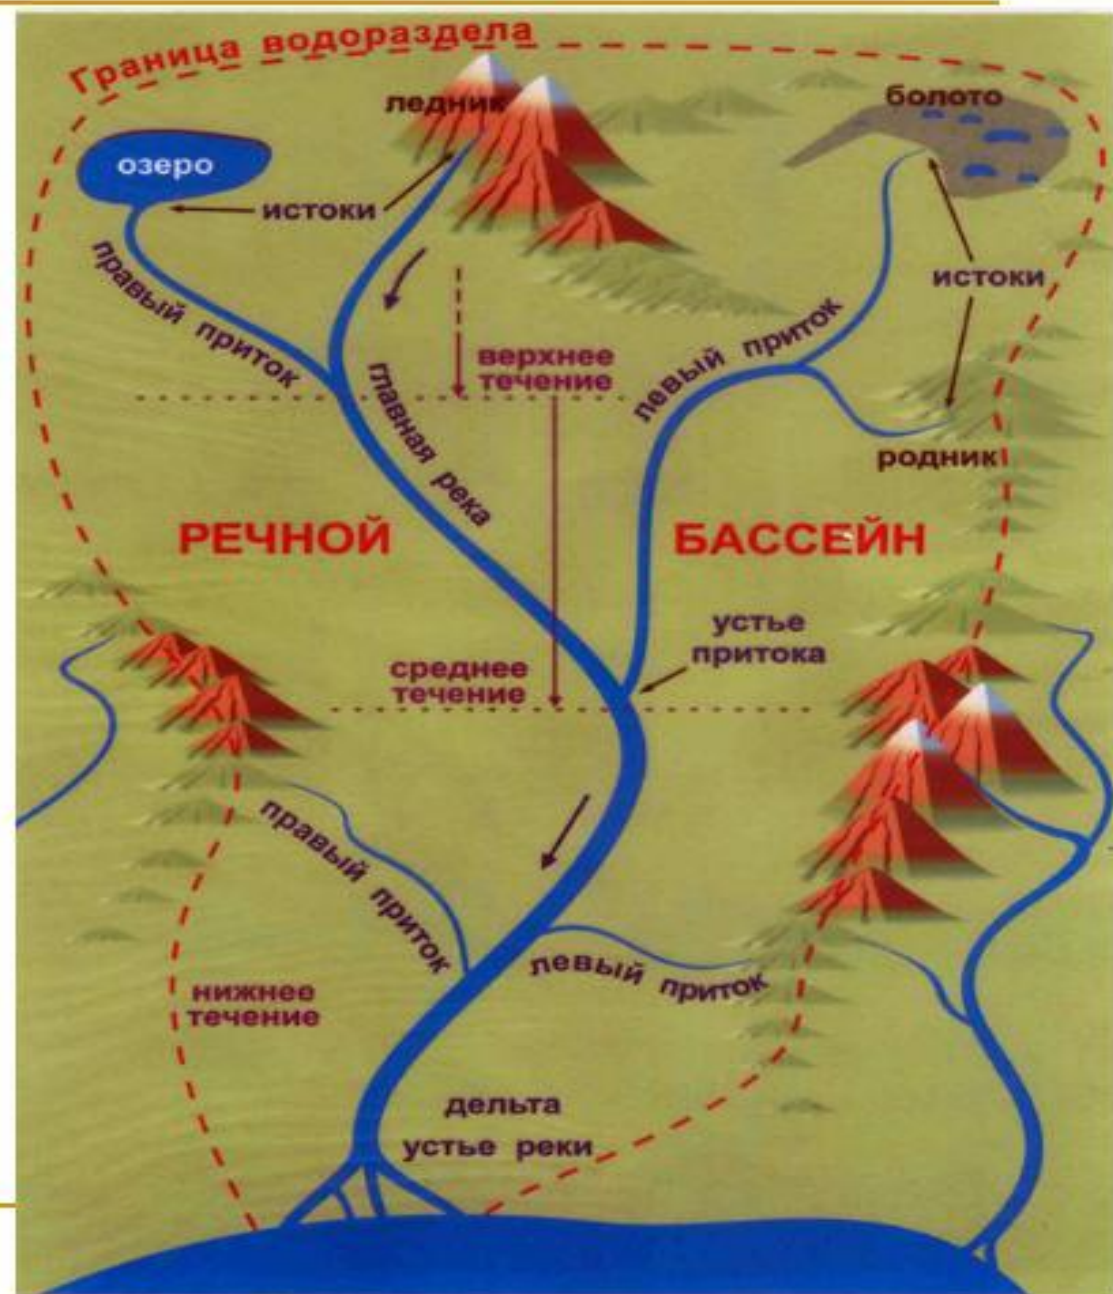 Граница водораздела
ледник
болото
озеро
истоки
правый приток
истоки
левый приток
верхнее
течение
главная река
родник
РЕЧНОЙ БАССЕЙН
устье
притока
среднее
течение
правый приток
левый приток
нижнее
течение
дельта
устье реки